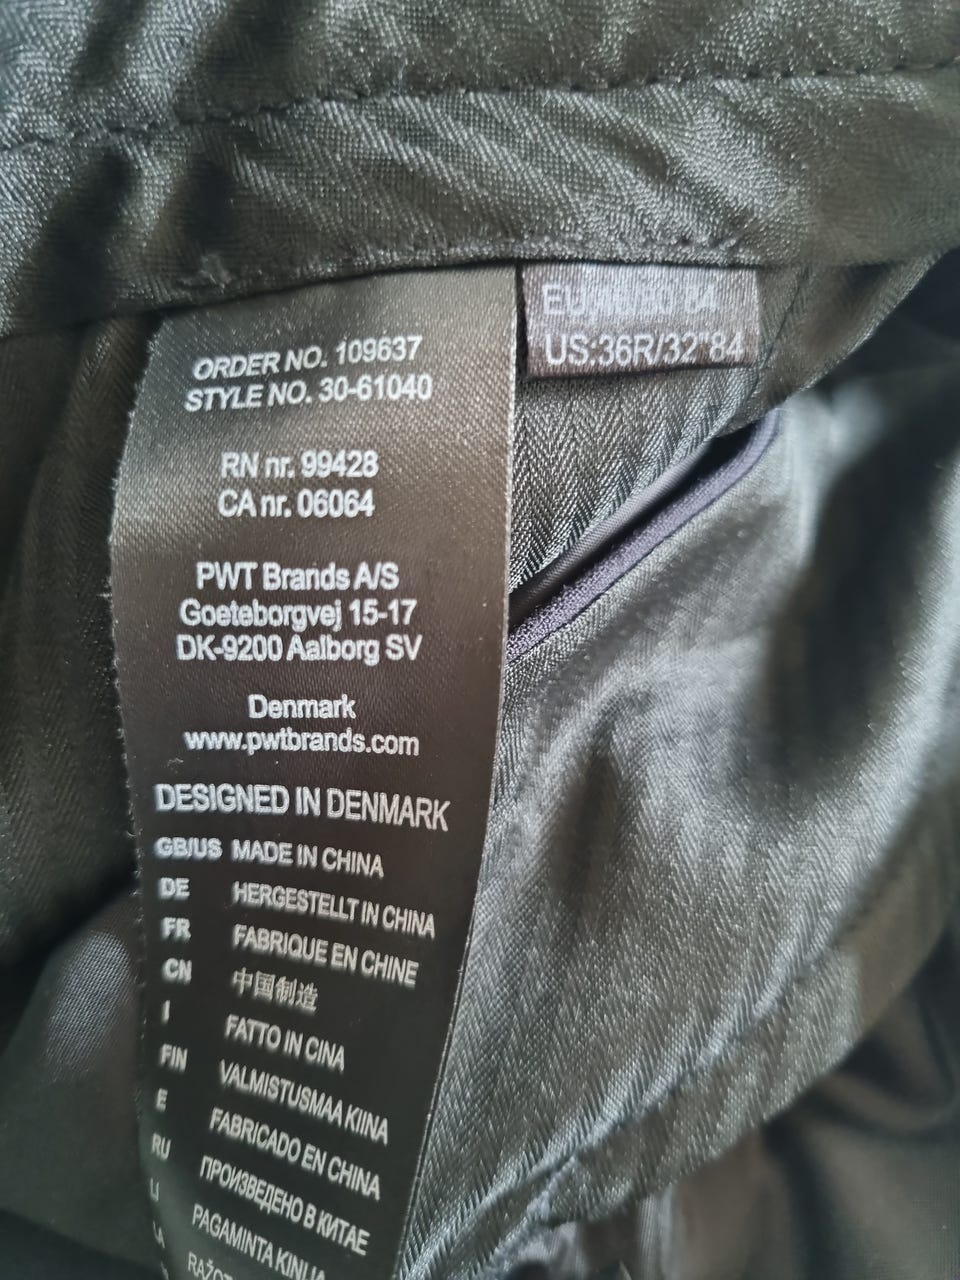 ORDER NO. 109637
STYLE NO. 30-61040
RN nr. 99428
CA nr. 06064
PWT Brands A/S
Goeteborgvej 15-17
DK-9200 Aalborg SV
Denmark
www.pwtbrands.com
DESIGNED IN DENMARK
GB/US MADE IN CHINA
DE HERGESTELLT IN CHINA
FR FABRIQUE EN CHINE
CN 中国制造
I FATTO IN CINA
FIN VALMISTUSMAA KIINA
E FABRICADO EN CHINA
RU ПРОИЗВЕДЕНО В КИТАЕ
LI PAGAMINTA KINIJA
US:36R/32"84